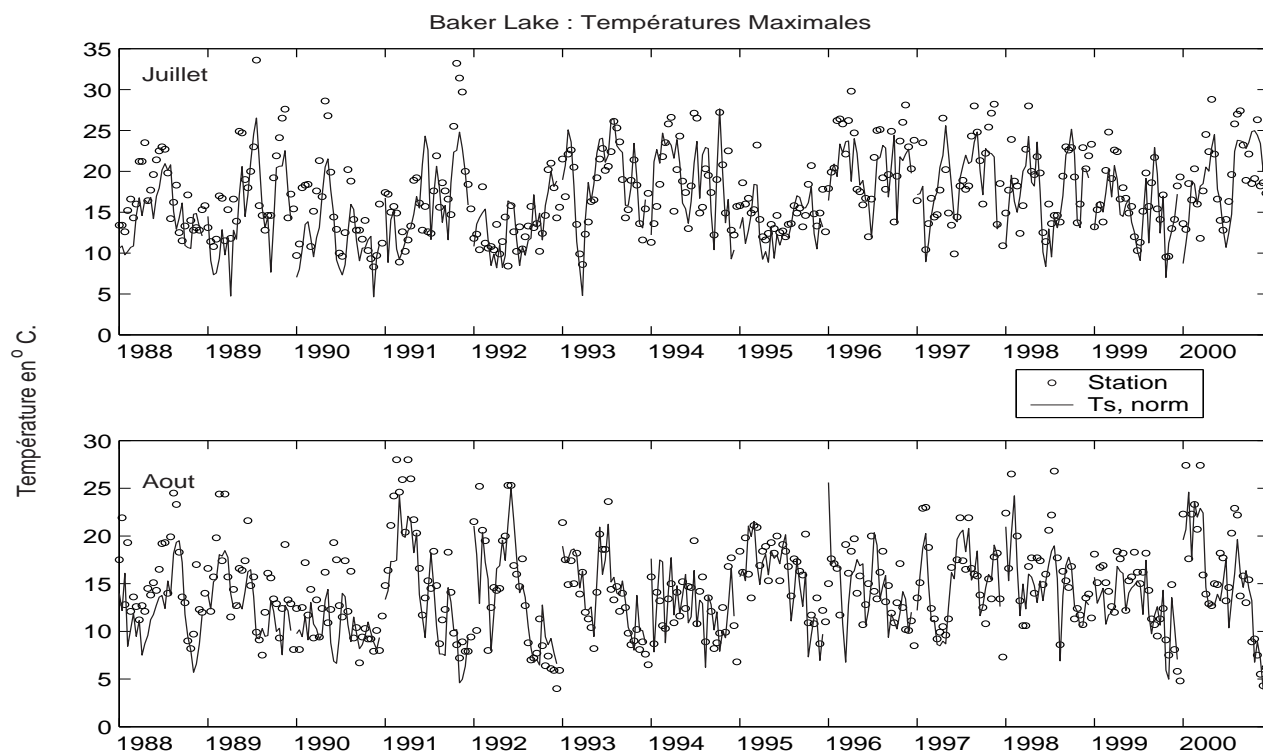 Baker Lake : Températures Maximales
35
Juillet
30
25
20
15
10
5
0
1988 1989 1990 1991 1992 1993 1994 1995 1996 1997 1998 1999 2000
Station
Ts, norm
Température en ⁰ C.
30
Aout
25
20
15
10
5
0
1988 1989 1990 1991 1992 1993 1994 1995 1996 1997 1998 1999 2000